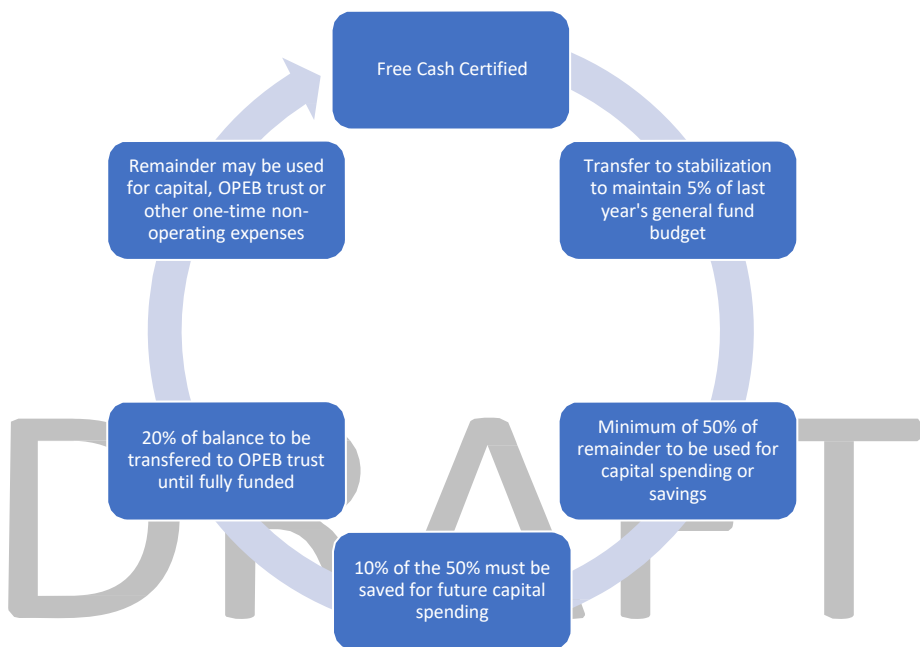 Free Cash Certified
Transfer to stabilization
to maintain 5% of last
year's general fund
budget
Minimum of 50% of
remainder to be used for
capital spending or
savings
10% of the 50% must be
saved for future capital
spending
20% of balance to be
transfered to OPEB trust
until fully funded
Remainder may be used
for capital, OPEB trust or
other one-time non-
operating expenses
DRAFT